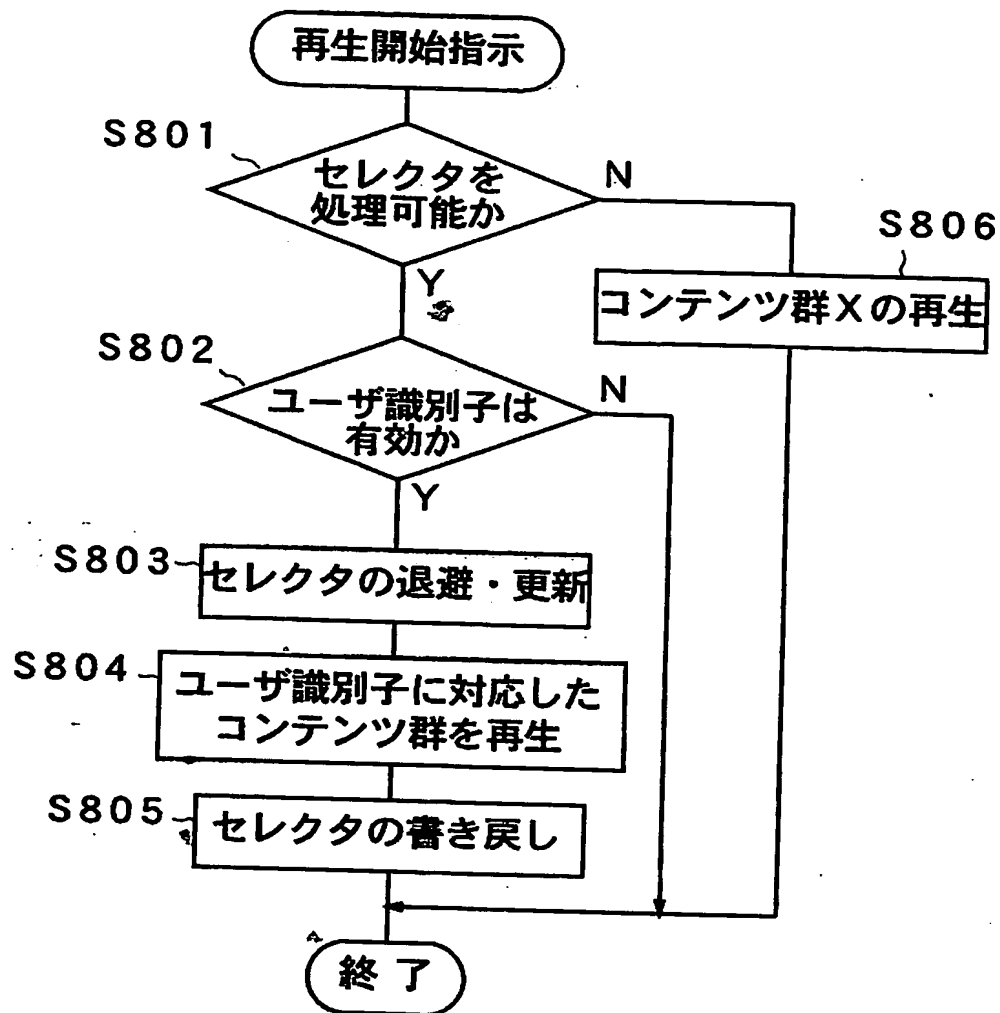 再生開始指示
S801
セレクタを
処理可能か
N
Y
S806
コンテンツ群Xの再生
S802
ユーザ識別子は
有効か
N
Y
S803
セレクタの退避・更新
S804
ユーザ識別子に対応した
コンテンツ群を再生
S805
セレクタの書き戻し
終了